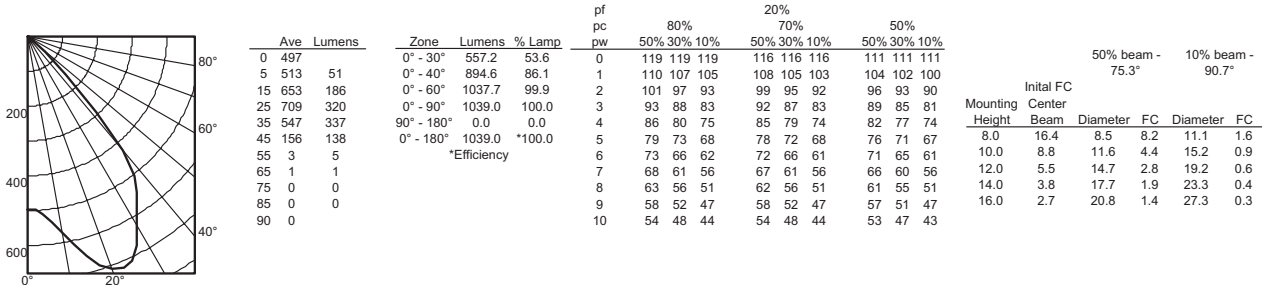 200
400
600
0°
20°
40°
60°
80°
Ave Lumens
0 497
5 513 51
15 653 186
25 709 320
35 547 337
45 156 138
55 3 5
65 1 1
75 0 0
85 0 0
90 0
Zone Lumens % Lamp
0° - 30° 557.2 53.6
0° - 40° 894.6 86.1
0° - 60° 1037.7 99.9
0° - 90° 1039.0 100.0
90° - 180° 0.0 0.0
0° - 180° 1039.0 *100.0
*Efficiency
pf 20%
pc 80% 70% 50%
pw 50% 30% 10% 50% 30% 10% 50% 30% 10%
0 119 119 119 116 116 116 111 111 111
1 110 107 105 108 105 103 104 102 100
2 101 97 93 99 95 92 96 93 90
3 93 88 83 92 87 83 89 85 81
4 86 80 75 85 79 74 82 77 74
5 79 73 68 78 72 68 76 71 67
6 73 66 62 72 66 61 71 65 61
7 68 61 56 67 61 56 66 60 56
8 63 56 51 62 56 51 61 55 51
9 58 52 47 58 52 47 57 51 47
10 54 48 44 54 48 44 53 47 43
50% beam - 10% beam -
75.3° 90.7°
Inital FC
Mounting Center
Height Beam Diameter FC Diameter FC
8.0 16.4 8.5 8.2 11.1 1.6
10.0 8.8 11.6 4.4 15.2 0.9
12.0 5.5 14.7 2.8 19.2 0.6
14.0 3.8 17.7 1.9 23.3 0.4
16.0 2.7 20.8 1.4 27.3 0.3